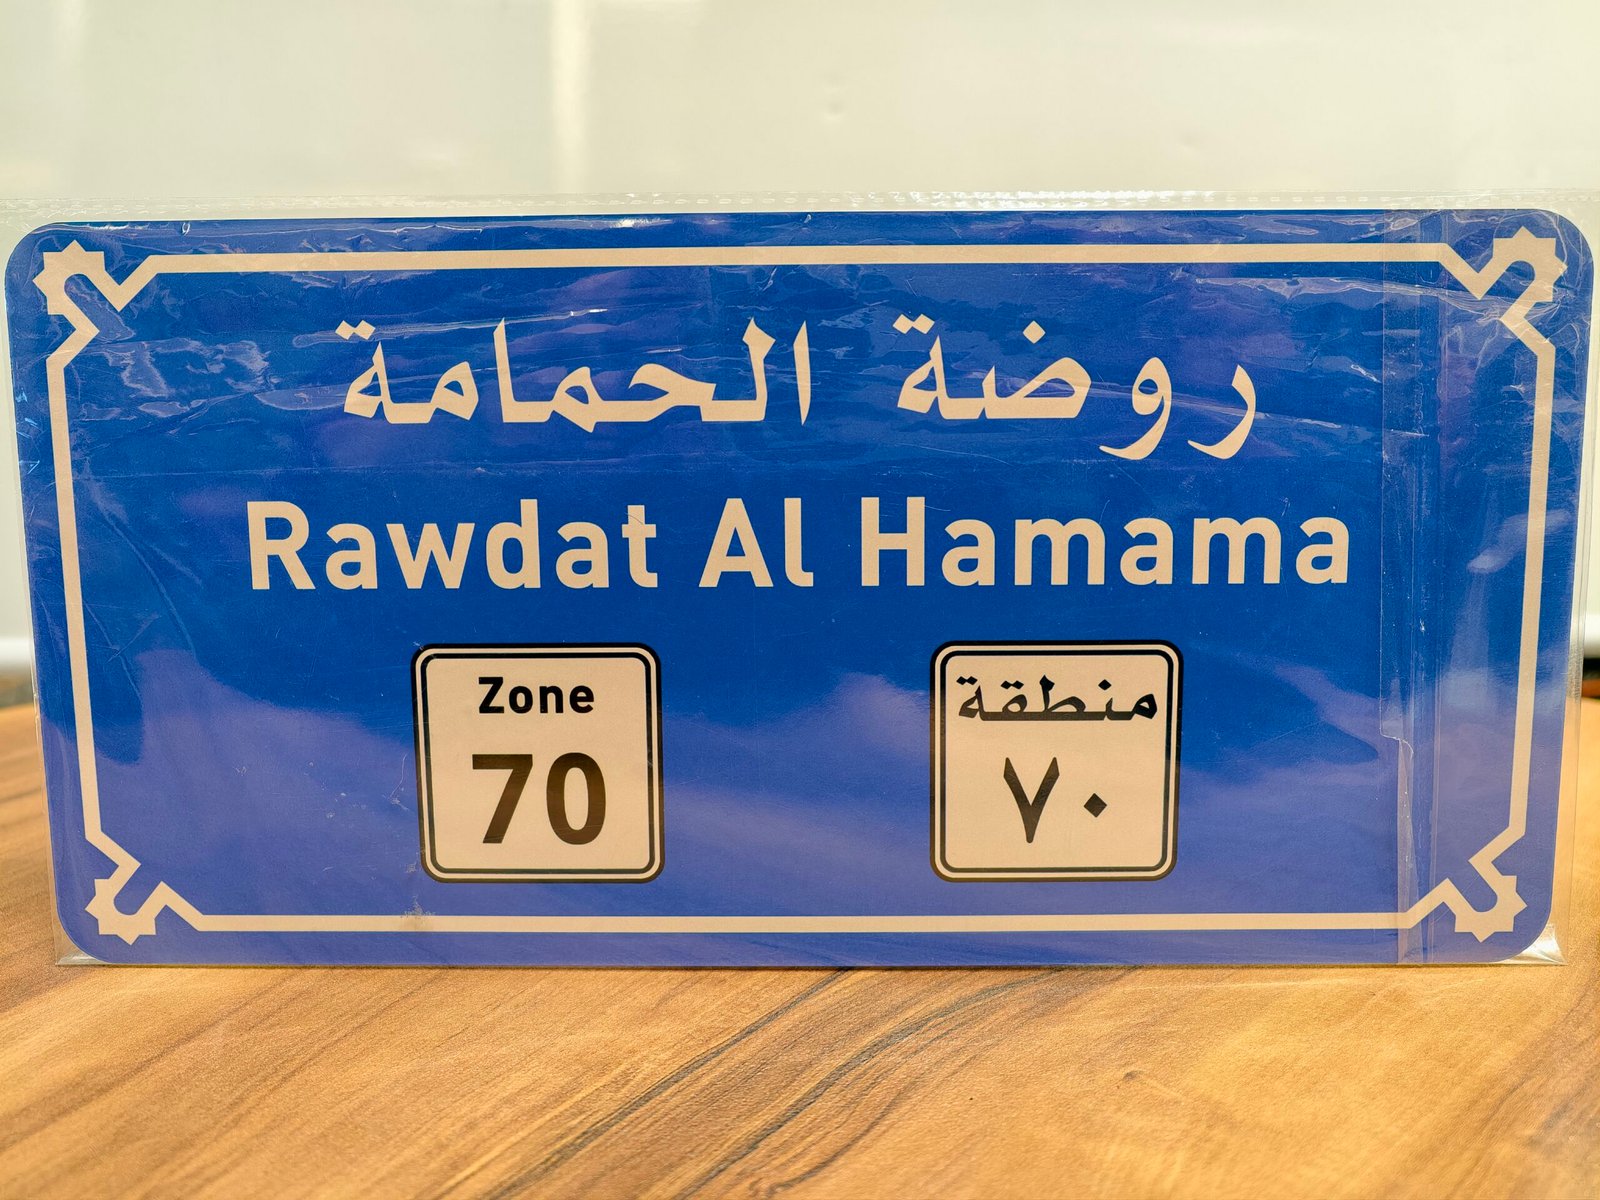 روضة الحمامة
Rawdat Al Hamama
Zone
70
منطقة
٧٠